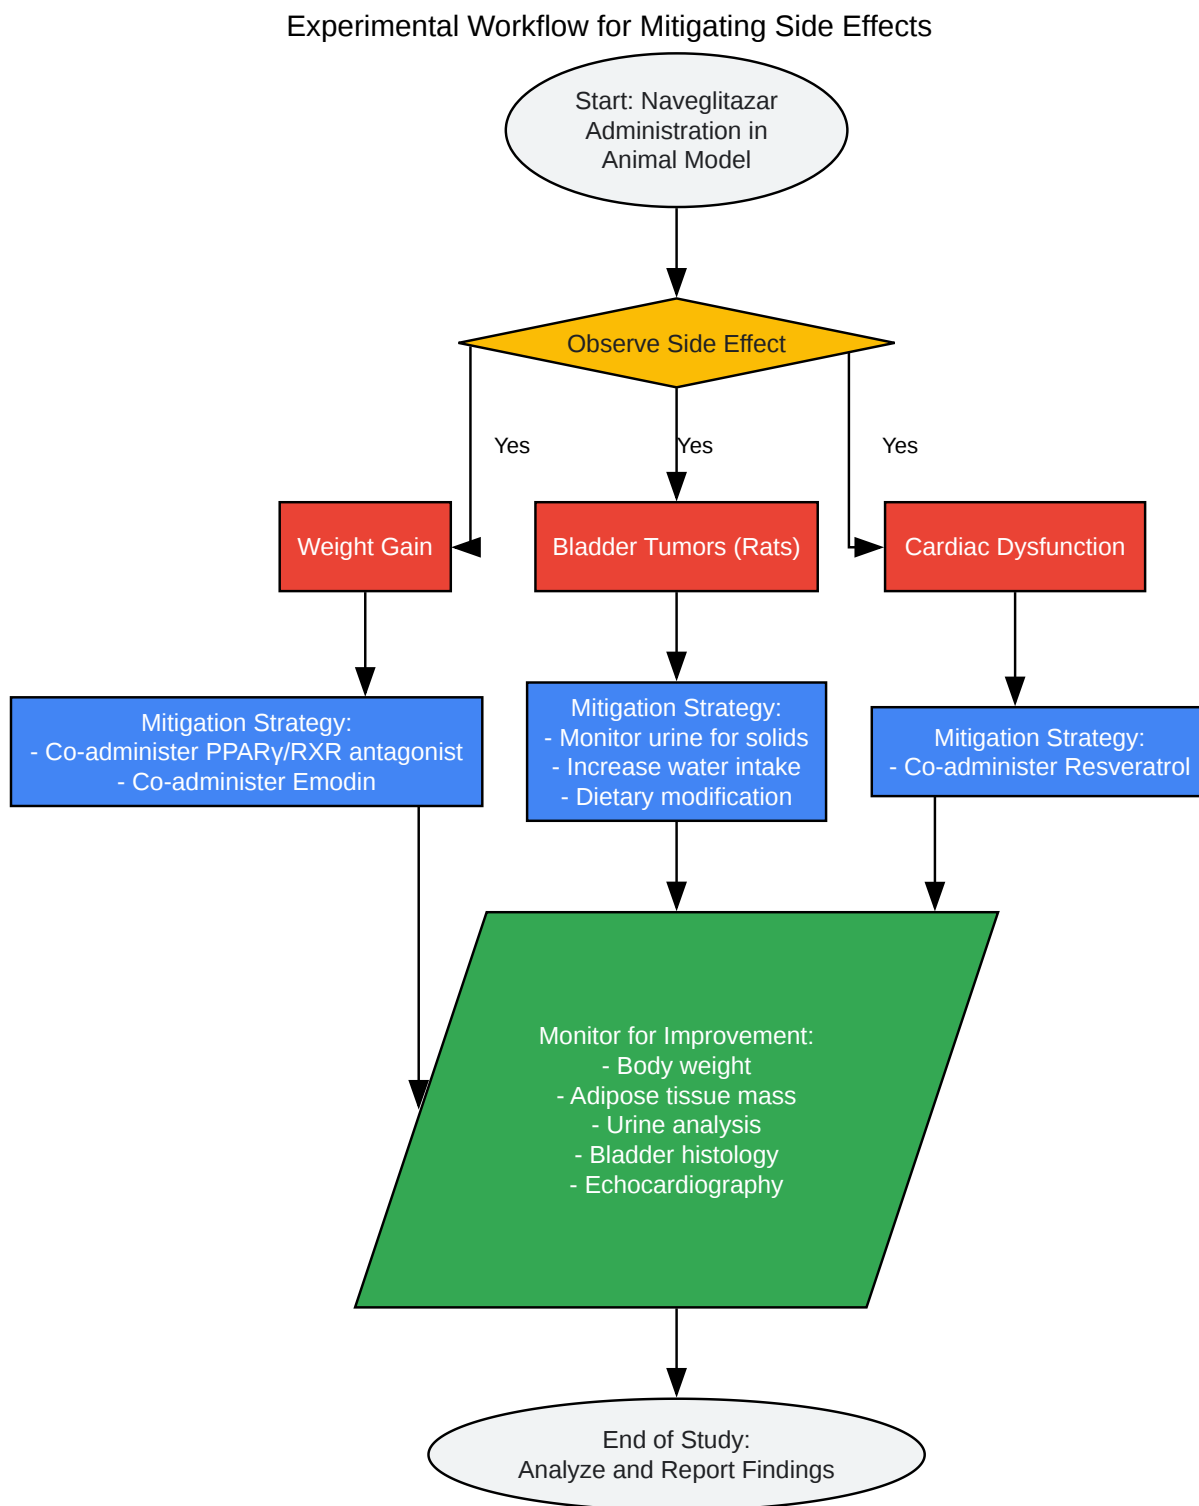 Experimental Workflow for Mitigating Side Effects
Start: Naveglitazar
Administration in
Animal Model
Observe Side Effect
Yes
Yes
Yes
Weight Gain
Bladder Tumors (Rats)
Cardiac Dysfunction
Mitigation Strategy:
- Co-administer PPARγ/RXR antagonist
- Co-administer Emodin
Mitigation Strategy:
- Monitor urine for solids
- Increase water intake
- Dietary modification
Mitigation Strategy:
- Co-administer Resveratrol
Monitor for Improvement:
- Body weight
- Adipose tissue mass
- Urine analysis
- Bladder histology
- Echocardiography
End of Study:
Analyze and Report Findings